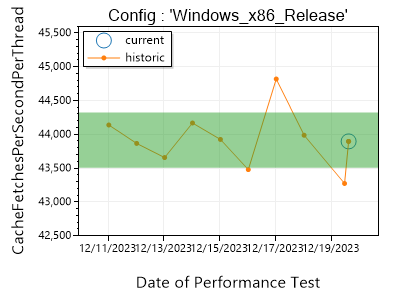 Config : 'Windows_x86_Release'
CacheFetchesPerSecondPerThread
45,500
45,000
44,500
44,000
43,500
43,000
42,500
current
historic
12/11/2023
12/13/2023
12/15/2023
12/17/2023
12/19/2023
Date of Performance Test